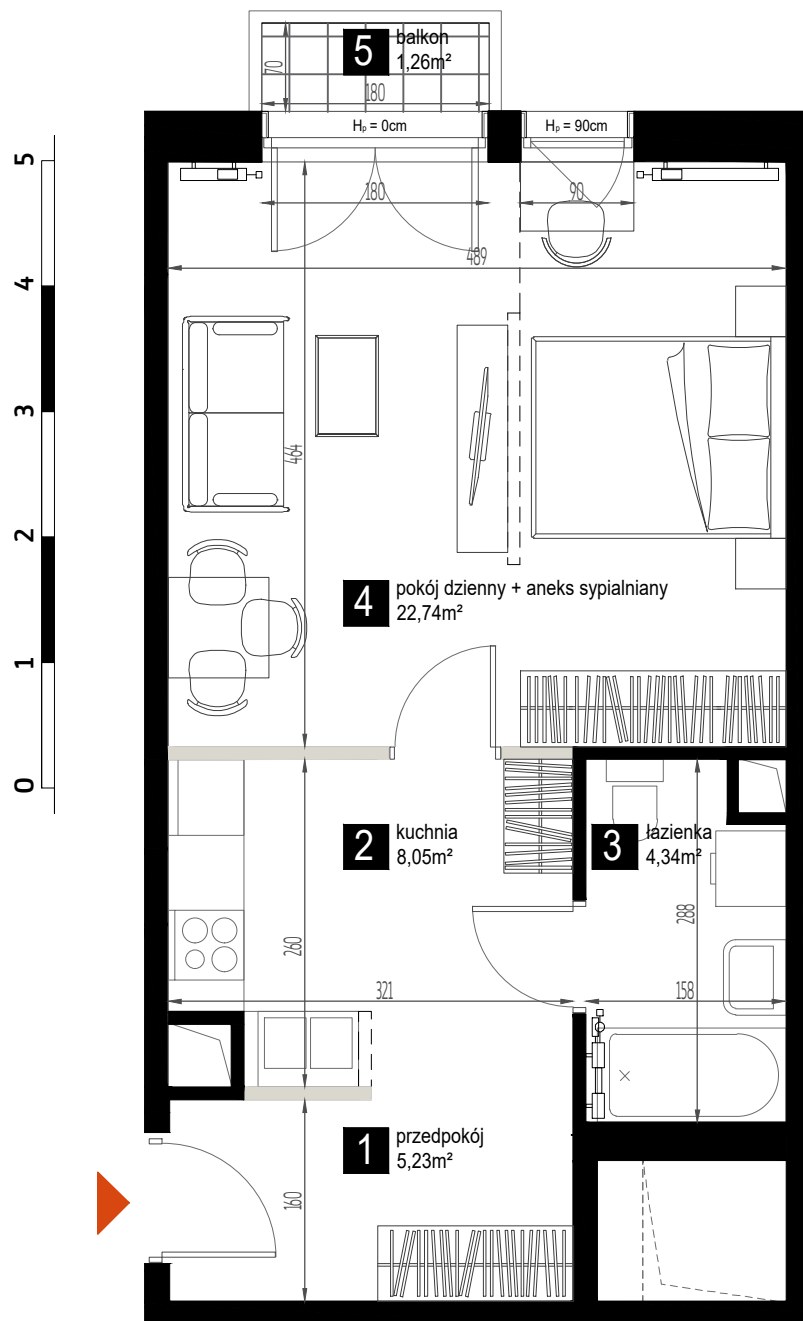 5
balkon
1,26m²
70
180
Hₚ = 0cm
Hₚ = 90cm
180
90
489
5
4
3
2
1
0
464
4
pokój dzienny + aneks sypialniany
22,74m²
2
kuchnia
8,05m²
3
łazienka
4,34m²
288
260
321
158
1
przedpokój
5,23m²
160